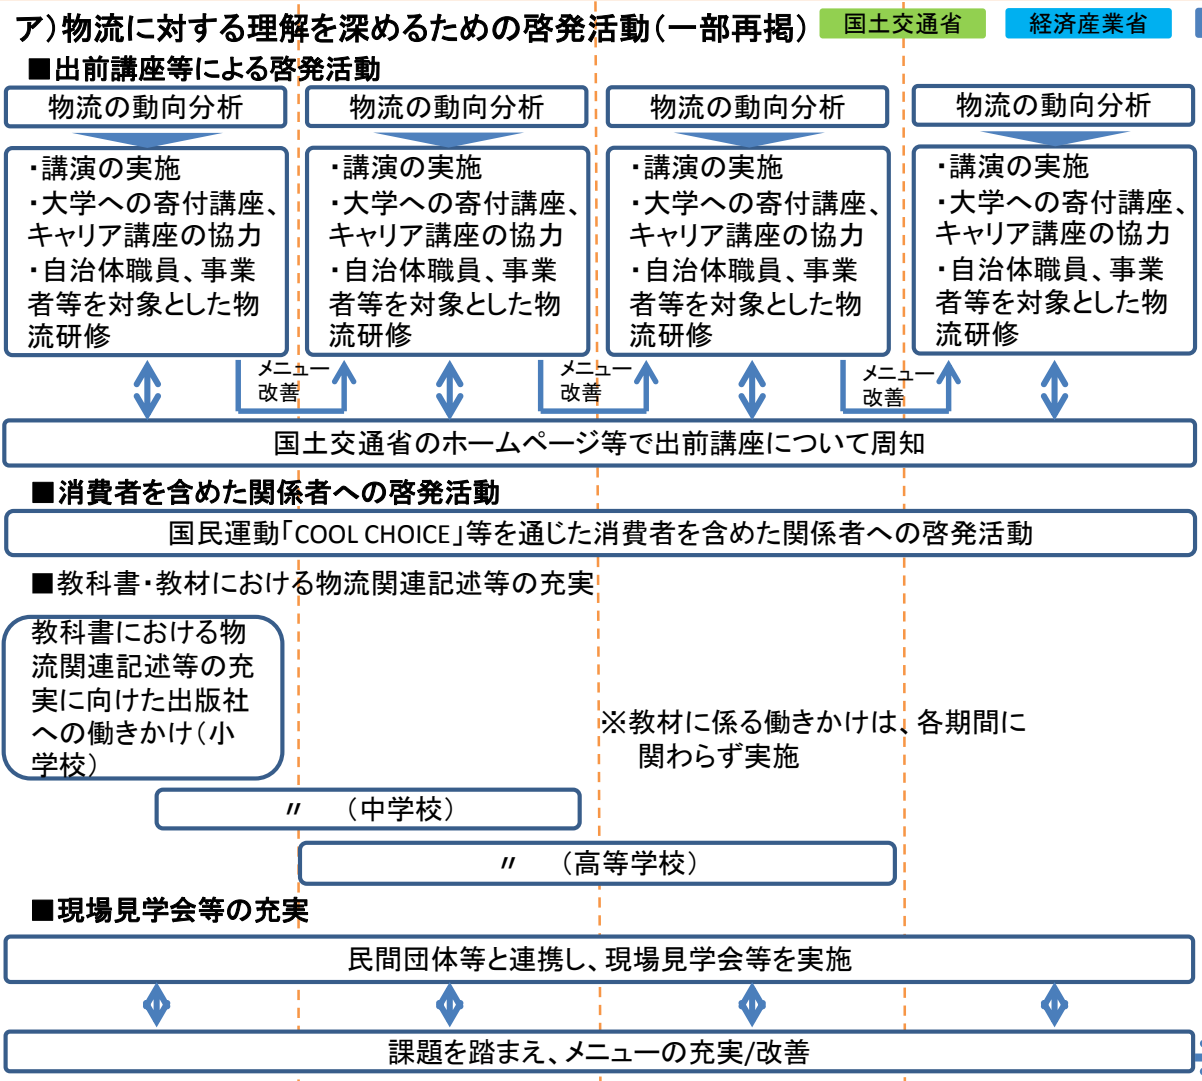 ア）物流に対する理解を深めるための啓発活動（一部再掲）
国土交通省
経済産業省
■出前講座等による啓発活動
物流の動向分析
物流の動向分析
物流の動向分析
物流の動向分析
・講演の実施
・大学への寄付講座、
キャリア講座の協力
・自治体職員、事業
者等を対象とした物
流研修
・講演の実施
・大学への寄付講座、
キャリア講座の協力
・自治体職員、事業
者等を対象とした物
流研修
・講演の実施
・大学への寄付講座、
キャリア講座の協力
・自治体職員、事業
者等を対象とした物
流研修
・講演の実施
・大学への寄付講座、
キャリア講座の協力
・自治体職員、事業
者等を対象とした物
流研修
メニュー
改善
メニュー
改善
メニュー
改善
国土交通省のホームページ等で出前講座について周知
■消費者を含めた関係者への啓発活動
国民運動「COOL CHOICE」等を通じた消費者を含めた関係者への啓発活動
■教科書・教材における物流関連記述等の充実
教科書における物
流関連記述等の充
実に向けた出版社
への働きかけ（小
学校）
※教材に係る働きかけは、各期間に
関わらず実施
〃　（中学校）
〃　（高等学校）
■現場見学会等の充実
民間団体等と連携し、現場見学会等を実施
課題を踏まえ、メニューの充実/改善